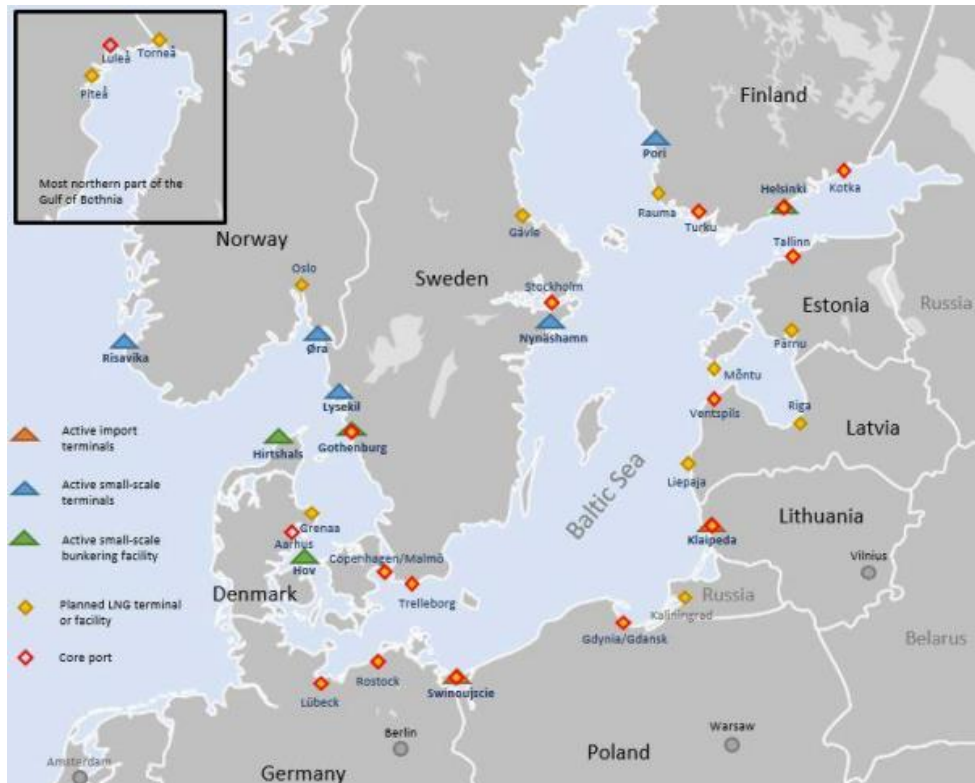 Luleå
Torneå
Piteå
Most northern part of the
Gulf of Bothnia
Finland
Pori
Helsinki
Kotka
Rauma
Turku
Norway
Gävle
Tallinn
Oslo
Sweden
Stockholm
Estonia
Russia
Nynäshamn
Pärnu
Risavika
Øra
Mõntu
Lysekil
Ventspils
Riga
Latvia
Active import
terminals
Hirtshals
Gothenburg
Baltic Sea
Liepaja
Active small-scale
terminals
Lithuania
Grenaa
Aarhus
Klaipeda
Active small-scale
bunkering facility
Hov
Copenhagen/Malmö
Vilnius
Denmark
Trelleborg
Russia
Kaliningrad
Planned LNG terminal
or facility
Gdynia/Gdansk
Belarus
Core port
Rostock
Lübeck
Swinoujscie
Berlin
Warsaw
Poland
Amsterdam
Germany